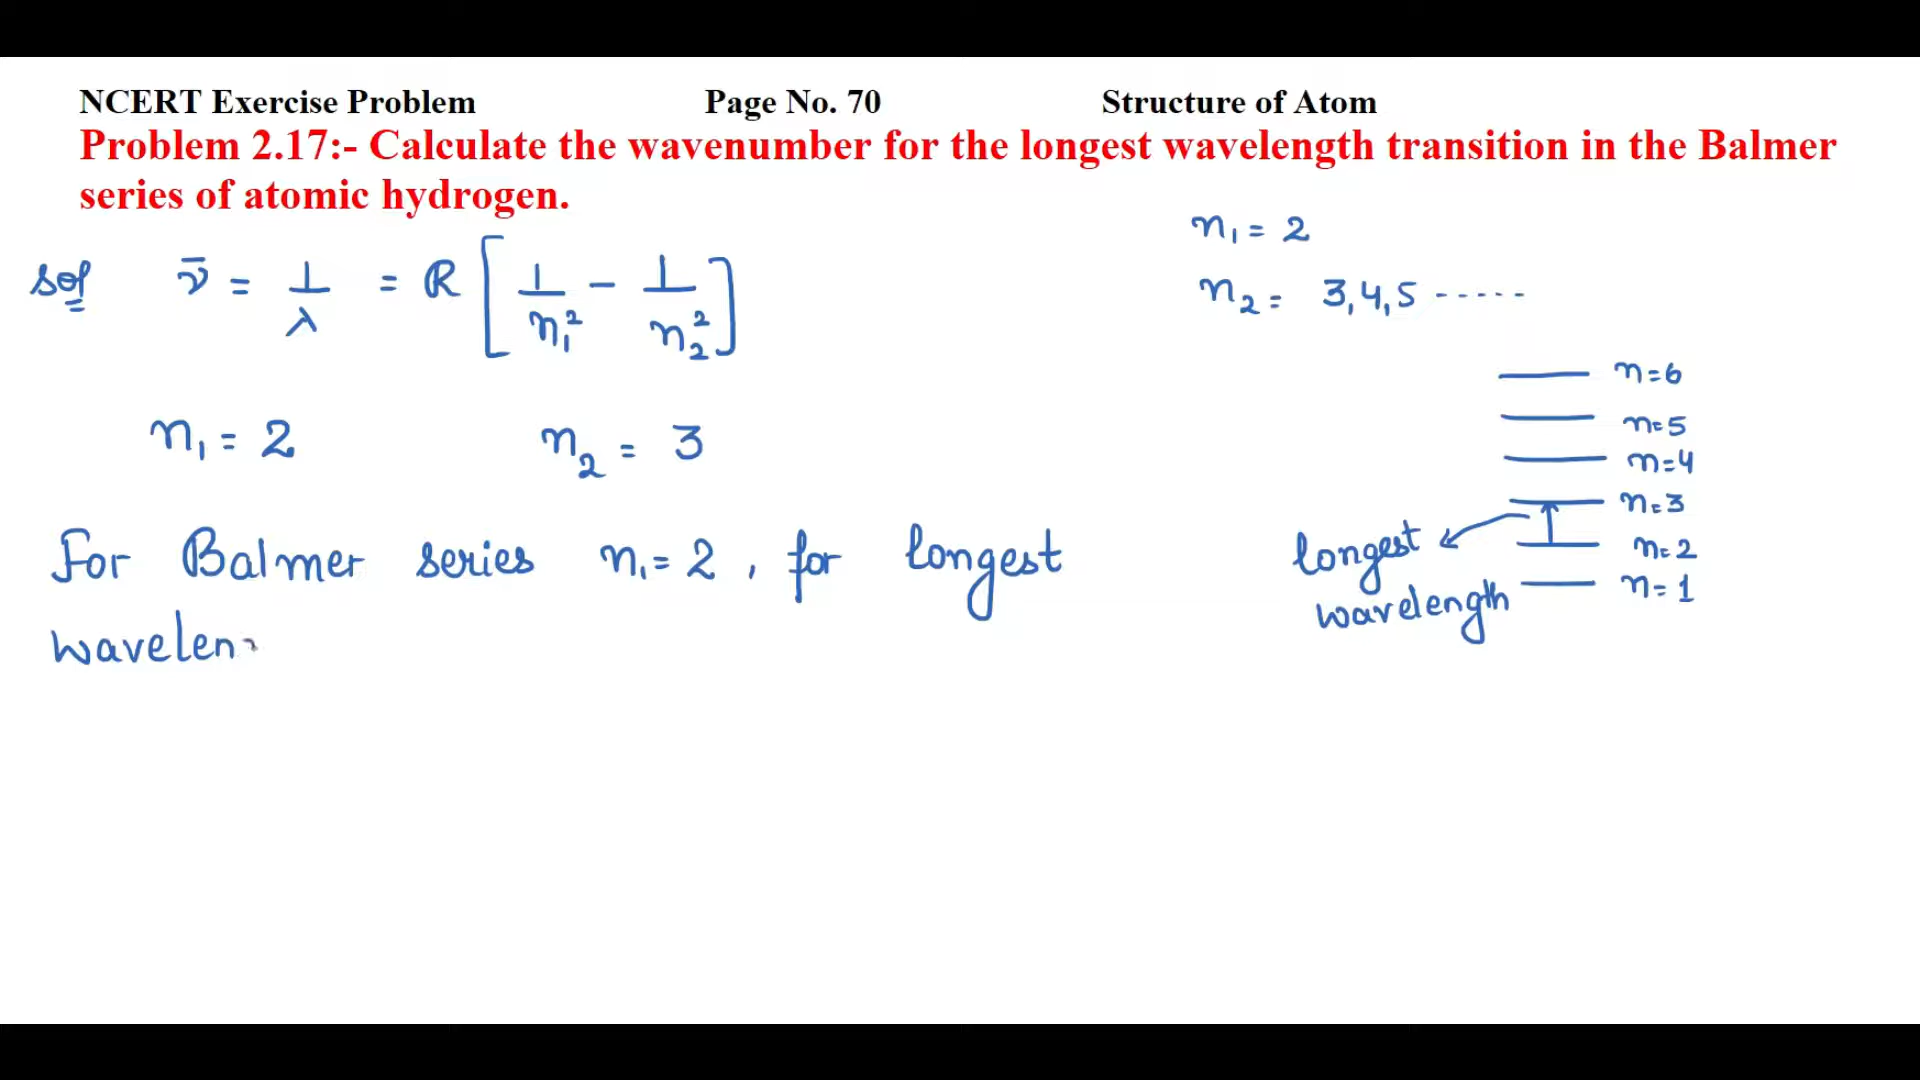 NCERT Exercise Problem Page No. 70 Structure of Atom
Problem 2.17:- Calculate the wavenumber for the longest wavelength transition in the Balmer
series of atomic hydrogen.
n₁ = 2
n₂ = 3,4,5 -----
sol ν̄ = 1/λ = R [1/n₁² − 1/n₂²]
n₁ = 2 n₂ = 3
n=6
n=5
n=4
n=3
n=2
n=1
longest
wavelength
For Balmer series n₁ = 2 , for longest
wavelen